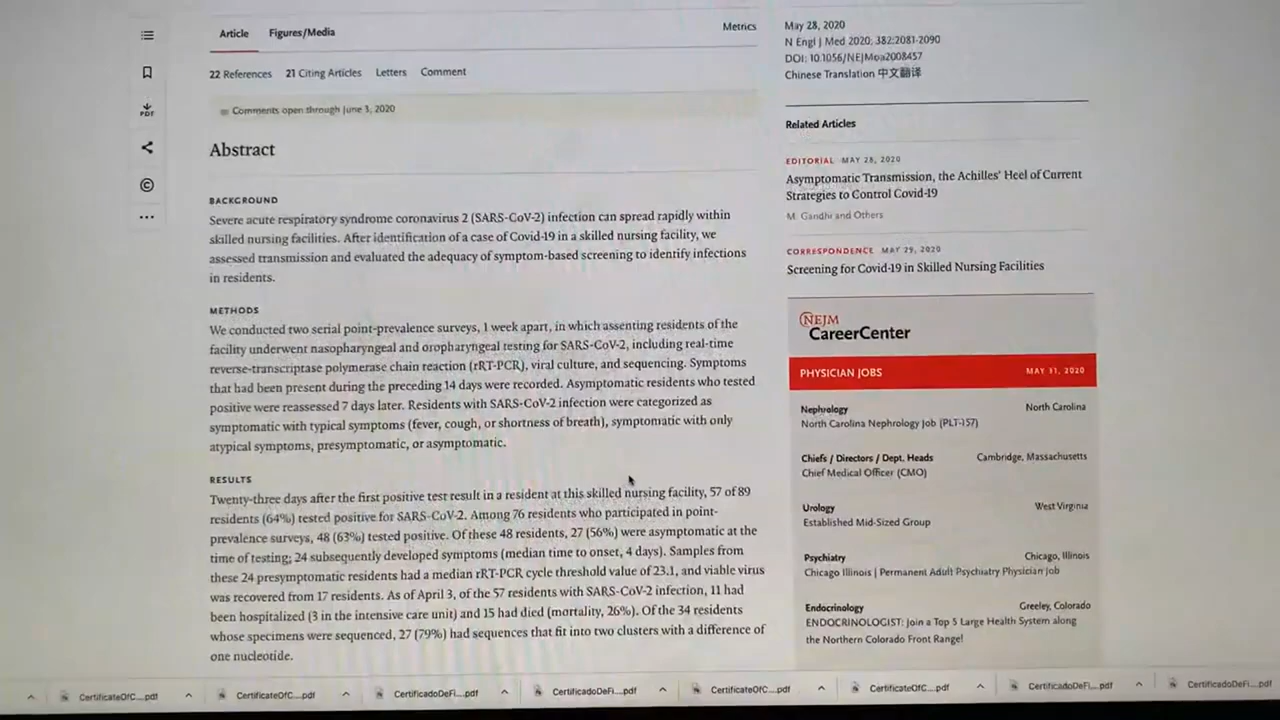 Article Figures/Media
Metrics
22 References 21 Citing Articles Letters Comment
Comments open through June 3, 2020
Abstract
BACKGROUND
Severe acute respiratory syndrome coronavirus 2 (SARS-CoV-2) infection can spread rapidly within
skilled nursing facilities. After identification of a case of Covid-19 in a skilled nursing facility, we
assessed transmission and evaluated the adequacy of symptom-based screening to identify infections
in residents.
METHODS
We conducted two serial point-prevalence surveys, 1 week apart, in which assenting residents of the
facility underwent nasopharyngeal and oropharyngeal testing for SARS-CoV-2, including real-time
reverse-transcriptase polymerase chain reaction (rRT-PCR), viral culture, and sequencing. Symptoms
that had been present during the preceding 14 days were recorded. Asymptomatic residents who tested
positive were reassessed 7 days later. Residents with SARS-CoV-2 infection were categorized as
symptomatic with typical symptoms (fever, cough, or shortness of breath), symptomatic with only
atypical symptoms, presymptomatic, or asymptomatic.
RESULTS
Twenty-three days after the first positive test result in a resident at this skilled nursing facility, 57 of 89
residents (64%) tested positive for SARS-CoV-2. Among 76 residents who participated in point-
prevalence surveys, 48 (63%) tested positive. Of these 48 residents, 27 (56%) were asymptomatic at the
time of testing; 24 subsequently developed symptoms (median time to onset, 4 days). Samples from
these 24 presymptomatic residents had a median rRT-PCR cycle threshold value of 23.1, and viable virus
was recovered from 17 residents. As of April 3, of the 57 residents with SARS-CoV-2 infection, 11 had
been hospitalized (3 in the intensive care unit) and 15 had died (mortality, 26%). Of the 34 residents
whose specimens were sequenced, 27 (79%) had sequences that fit into two clusters with a difference of
one nucleotide.
May 28, 2020
N Engl J Med 2020; 382:2081-2090
DOI: 10.1056/NEJMoa2008457
Chinese Translation 中文翻译
Related Articles
EDITORIAL MAY 28, 2020
Asymptomatic Transmission, the Achilles' Heel of Current
Strategies to Control Covid-19
M. Gandhi and Others
CORRESPONDENCE MAY 29, 2020
Screening for Covid-19 in Skilled Nursing Facilities
NEJM
CareerCenter
PHYSICIAN JOBS MAY 31, 2020
Nephrology North Carolina
North Carolina Nephrology Job (PLT-157)
Chiefs / Directors / Dept. Heads Cambridge, Massachusetts
Chief Medical Officer (CMO)
Urology West Virginia
Established Mid-Sized Group
Psychiatry Chicago, Illinois
Chicago Illinois | Permanent Adult Psychiatry Physician Job
Endocrinology Greeley, Colorado
ENDOCRINOLOGIST: Join a Top 5 Large Health System along
the Northern Colorado Front Range!
PDF
CertificateOfC....pdf CertificateOfC....pdf CertificadoDeFi....pdf CertificadoDeFi....pdf CertificateOfC....pdf CertificateOfC....pdf CertificadoDeFi....pdf CertificadoDeFi....pdf